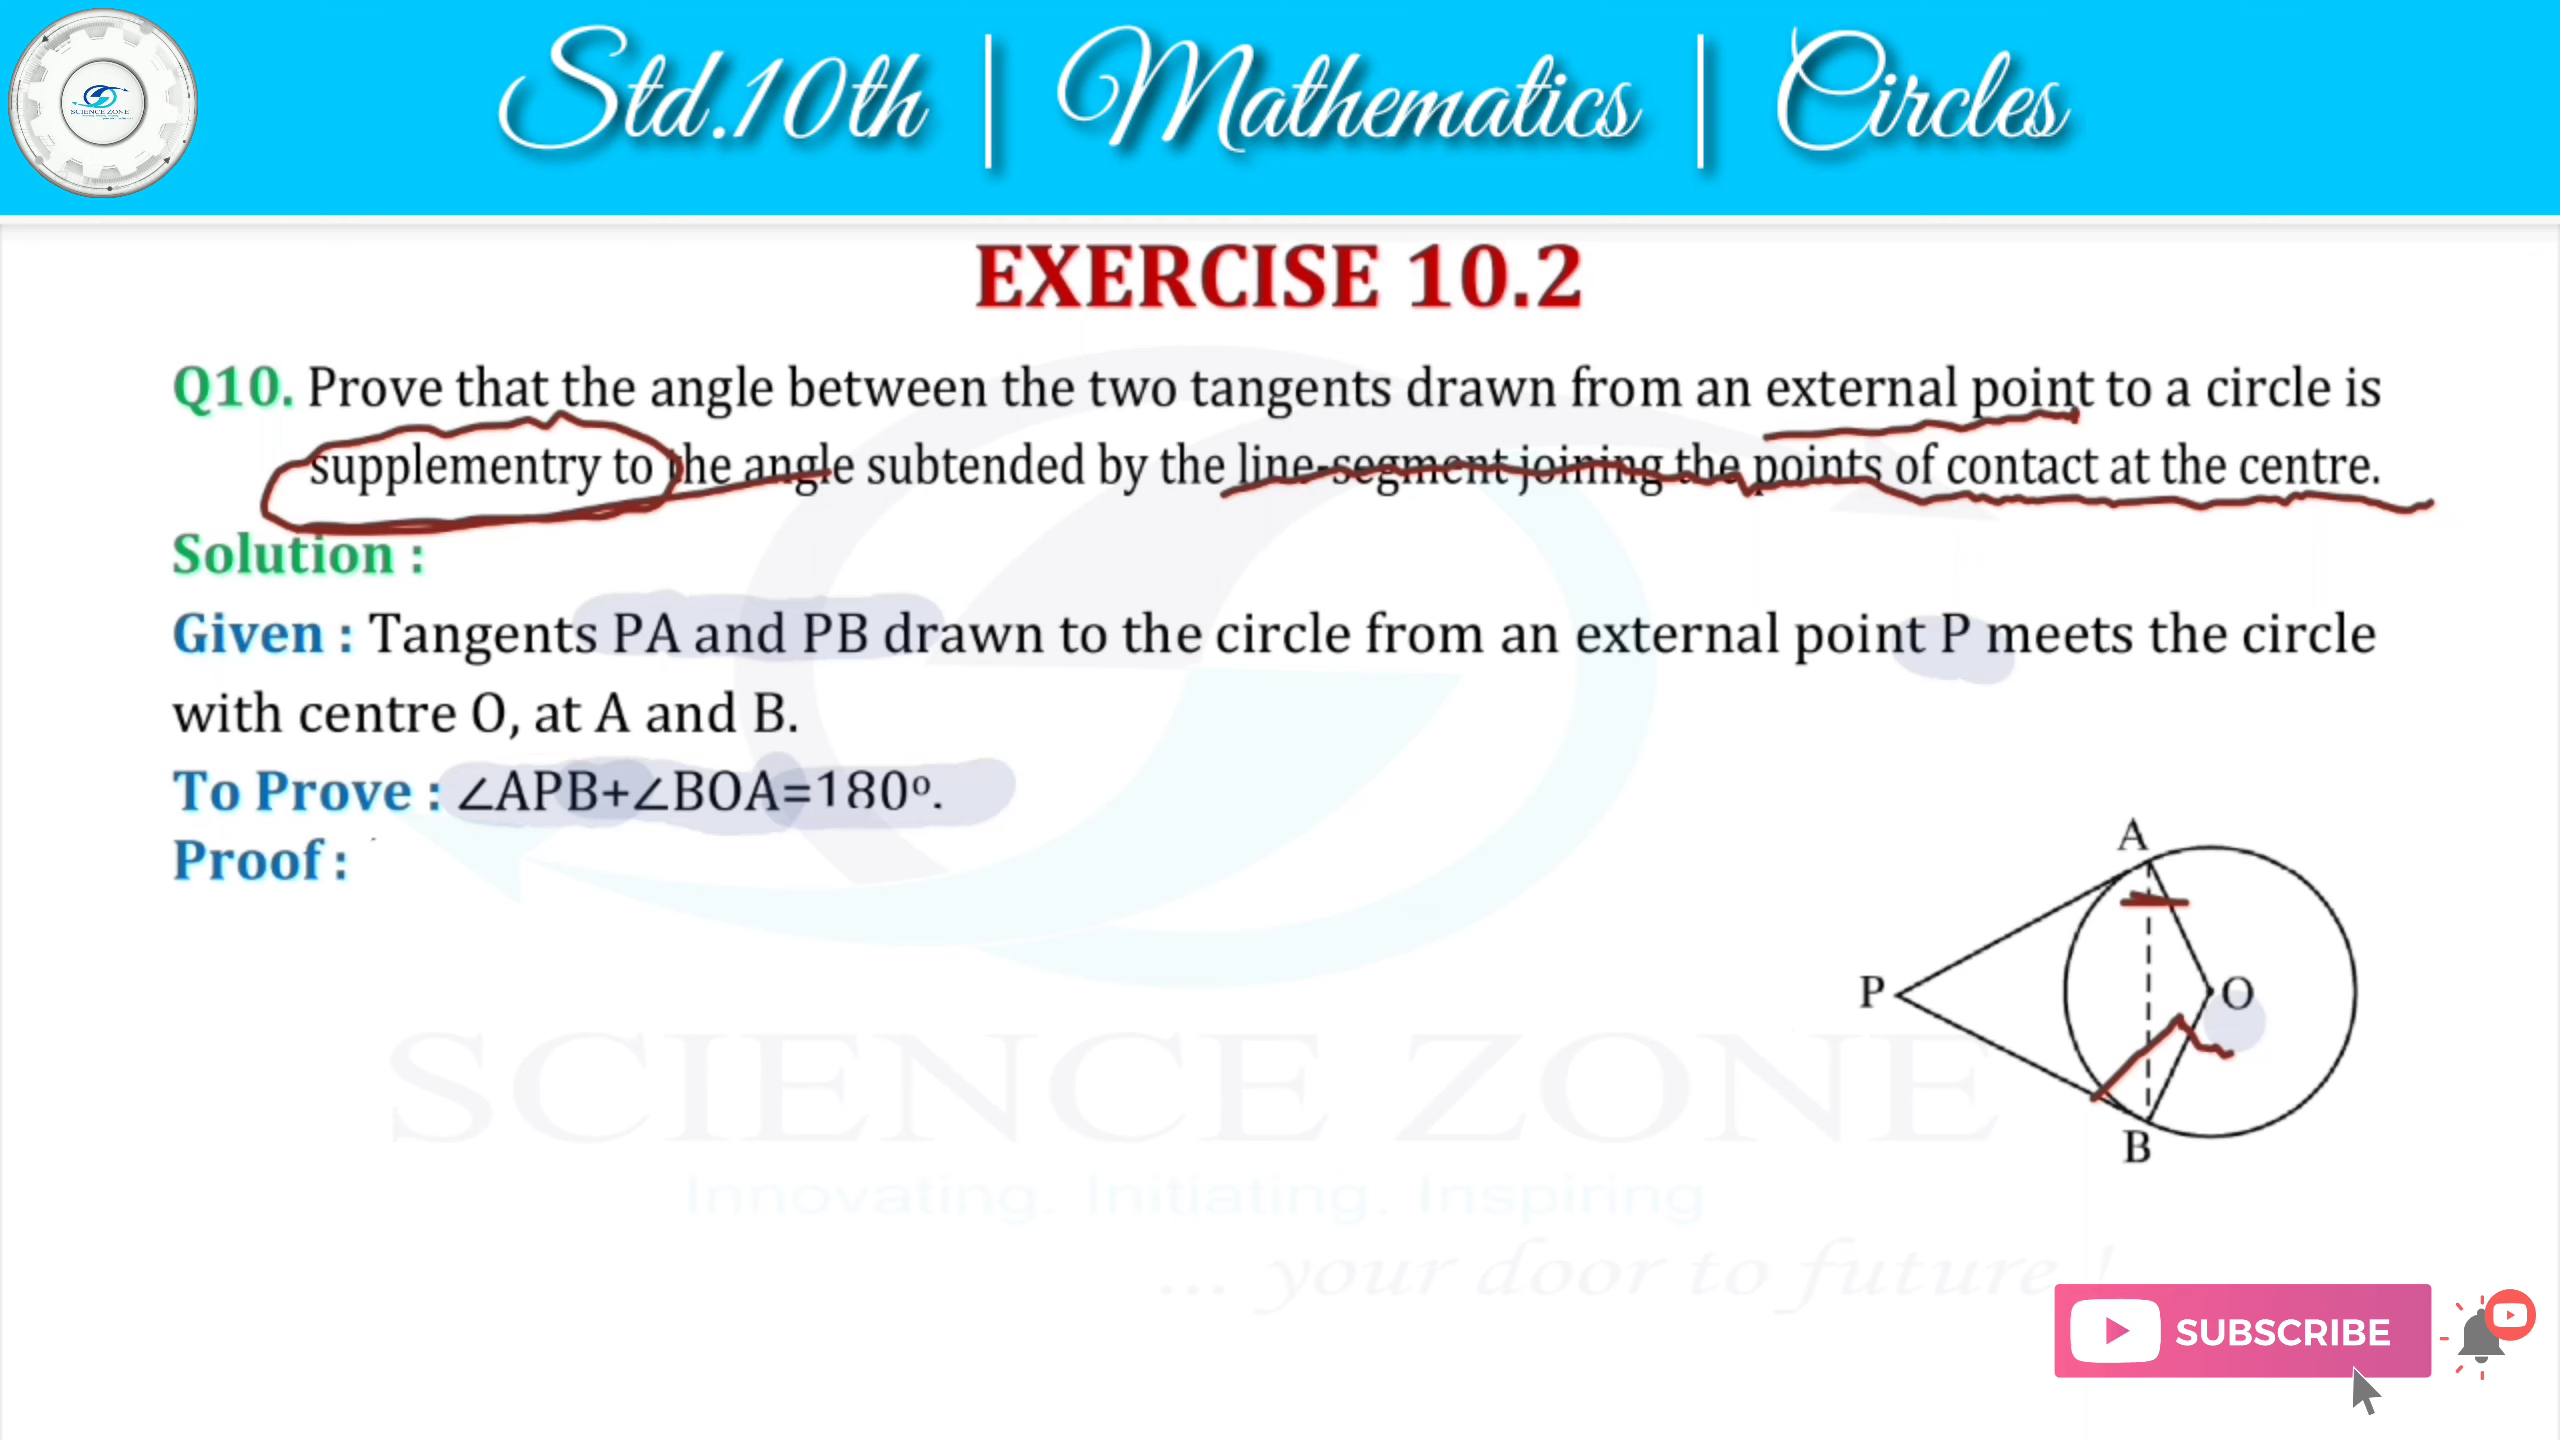 Std.10th | Mathematics | Circles
SCIENCE ZONE
EXERCISE 10.2
Q10. Prove that the angle between the two tangents drawn from an external point to a circle is
supplementry to the angle subtended by the line-segment joining the points of contact at the centre.
Solution :
Given : Tangents PA and PB drawn to the circle from an external point P meets the circle
with centre O, at A and B.
To Prove : ∠APB+∠BOA=180º.
Proof :
A
P
O
B
SCIENCE ZONE
Innovating. Initiating. Inspiring
... your door to future !
SUBSCRIBE